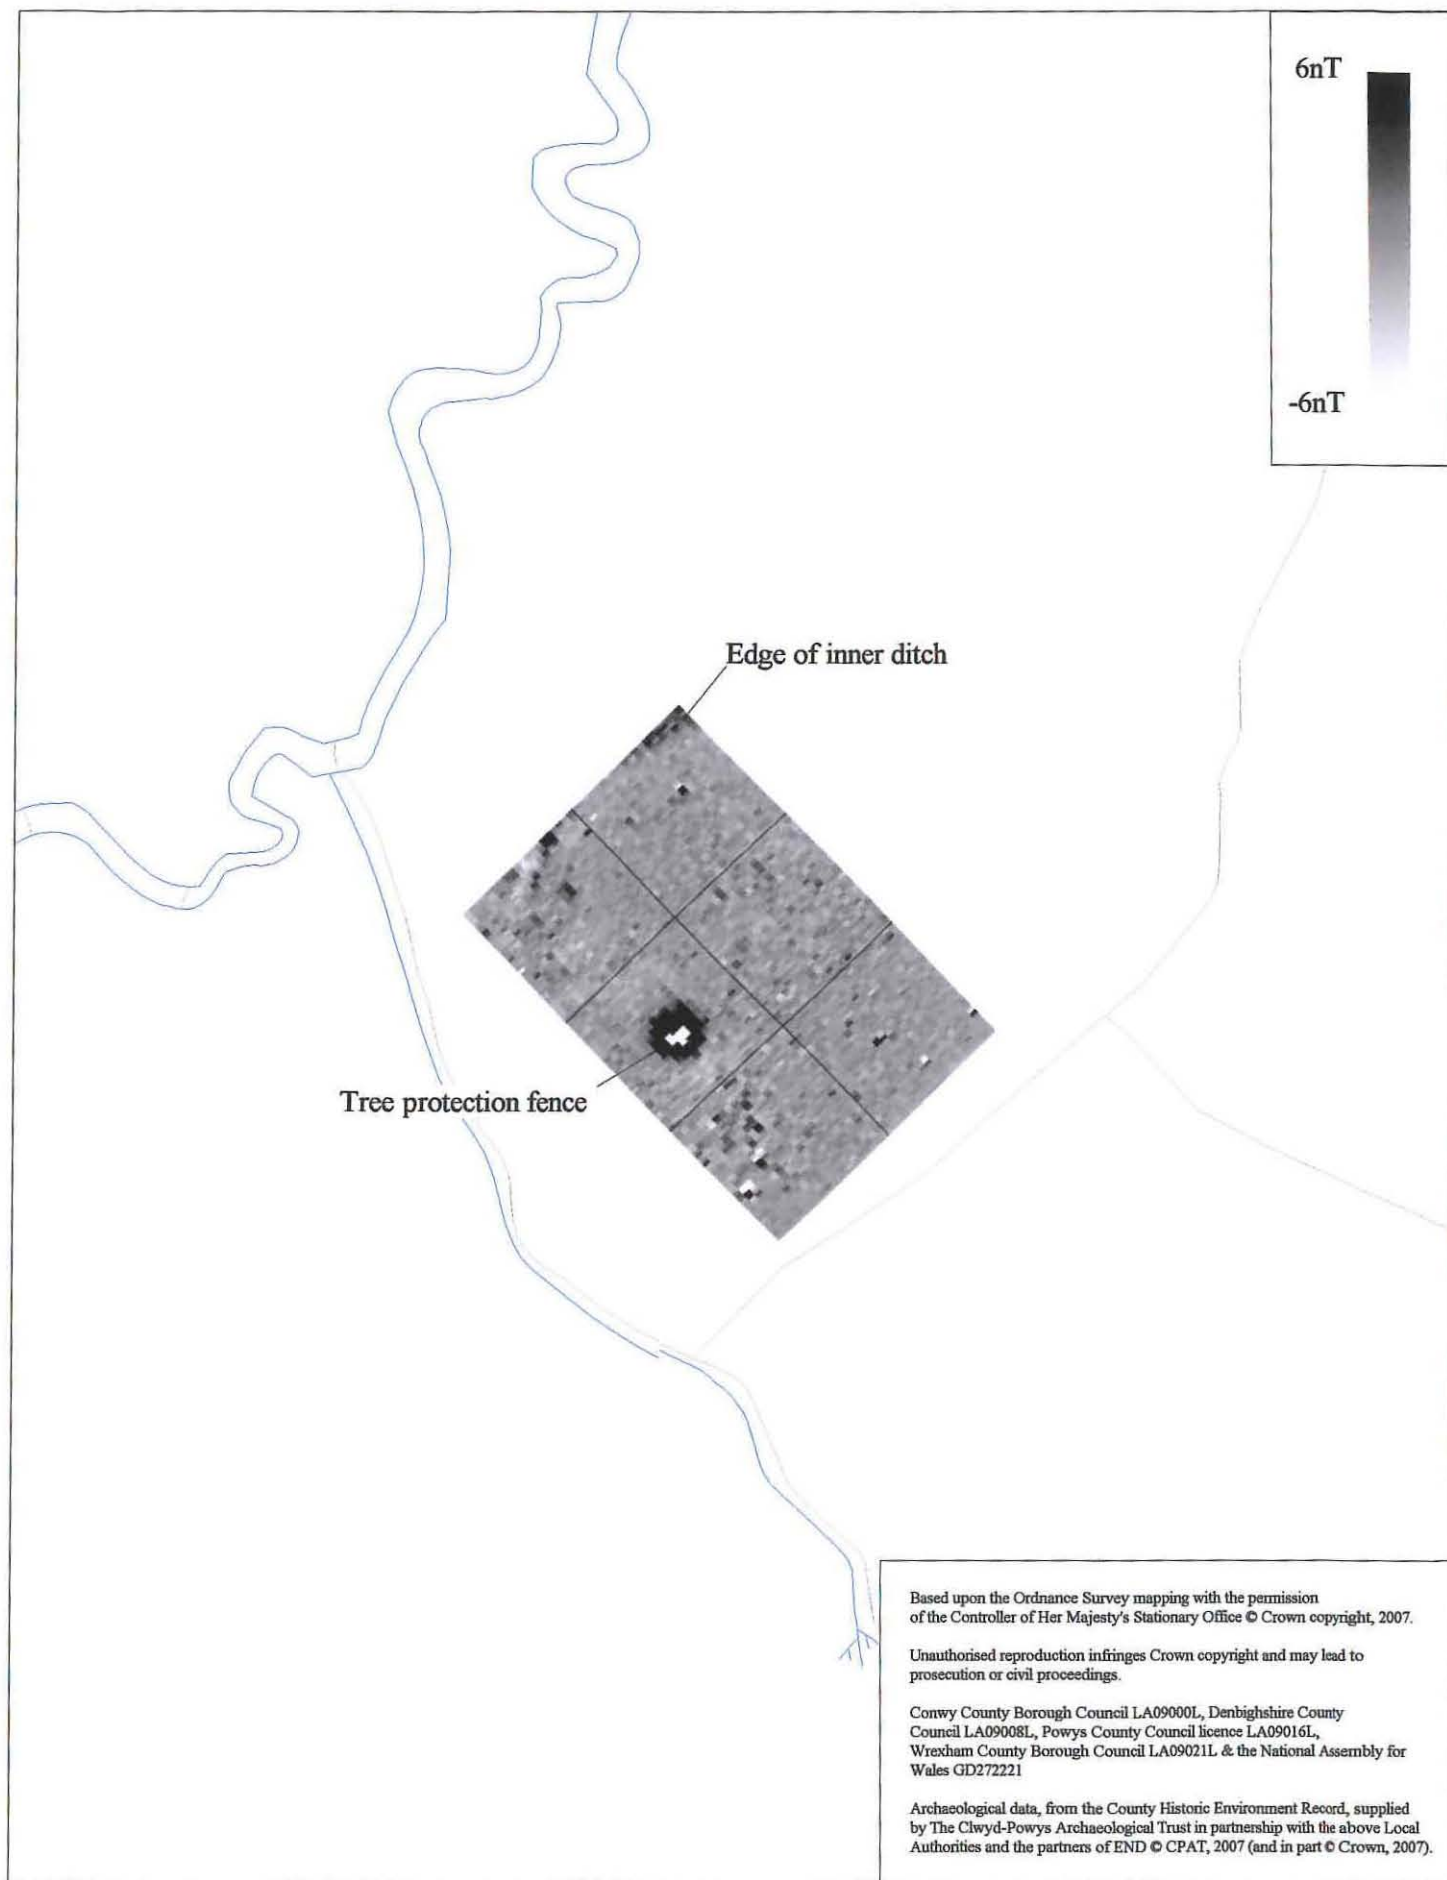 6nT
-6nT
Edge of inner ditch
Tree protection fence
Based upon the Ordnance Survey mapping with the permission
of the Controller of Her Majesty's Stationary Office © Crown copyright, 2007.
Unauthorised reproduction infringes Crown copyright and may lead to
prosecution or civil proceedings.
Conwy County Borough Council LA09000L, Denbighshire County
Council LA09008L, Powys County Council licence LA09016L,
Wrexham County Borough Council LA09021L & the National Assembly for
Wales GD272221
Archaeological data, from the County Historic Environment Record, supplied
by The Clwyd-Powys Archaeological Trust in partnership with the above Local
Authorities and the partners of END © CPAT, 2007 (and in part © Crown, 2007).